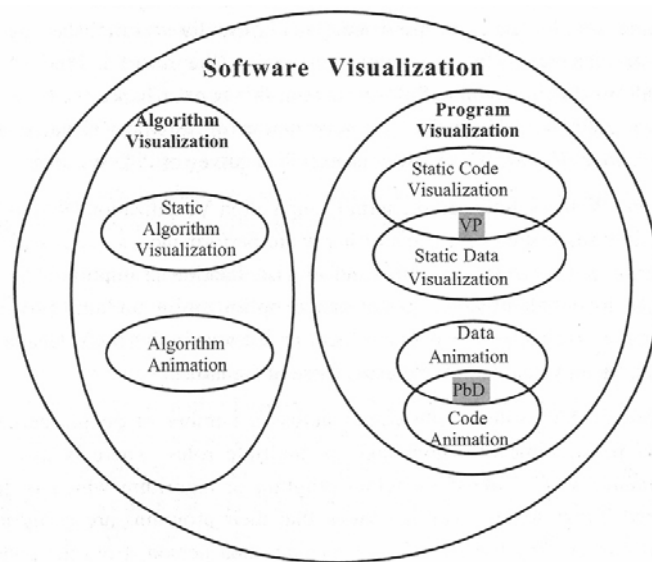 Software Visualization
Algorithm
Visualization
Static
Algorithm
Visualization
Algorithm
Animation
Program
Visualization
Static Code
Visualization
VP
Static Data
Visualization
Data
Animation
PbD
Code
Animation